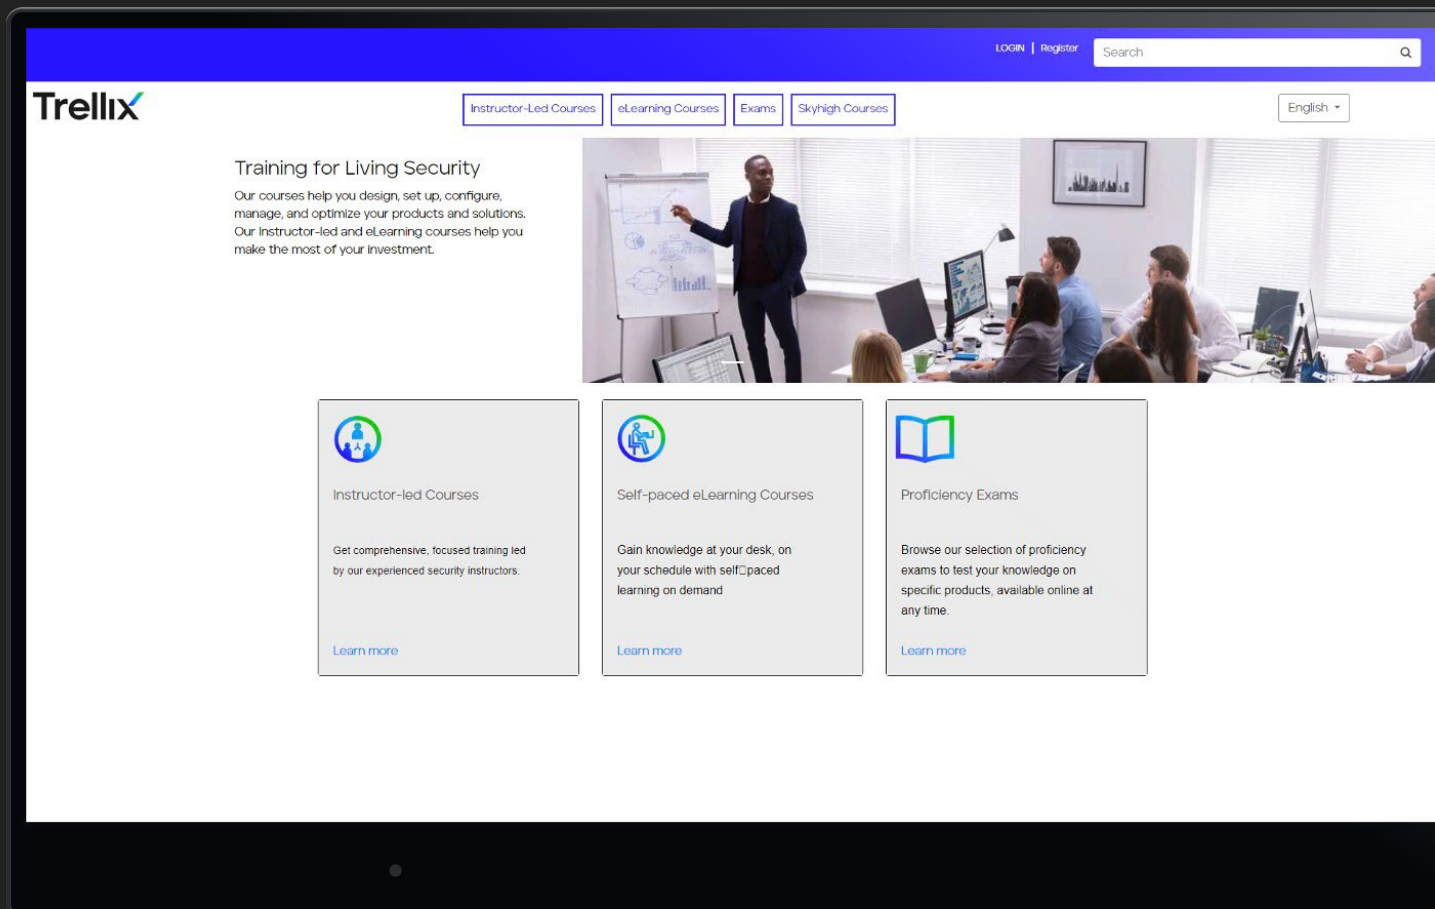 LOGIN | Register
Search
Trellix
Instructor-Led Courses
eLearning Courses
Exams
Skyhigh Courses
English
Training for Living Security
Our courses help you design, set up, configure,
manage, and optimize your products and solutions.
Our Instructor-led and eLearning courses help you
make the most of your investment.
Instructor-led Courses
Get comprehensive, focused training led
by our experienced security instructors.
Learn more
Self-paced eLearning Courses
Gain knowledge at your desk, on
your schedule with self□paced
learning on demand
Learn more
Proficiency Exams
Browse our selection of proficiency
exams to test your knowledge on
specific products, available online at
any time.
Learn more